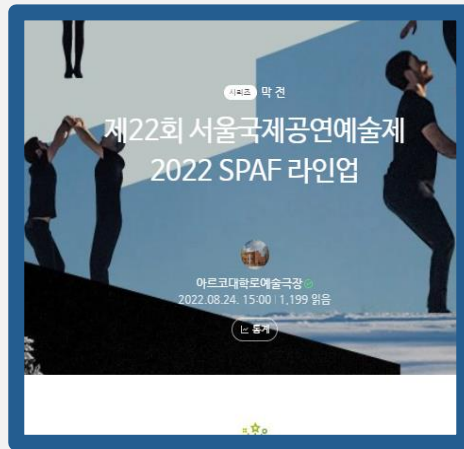 시리즈 막 전
제22회 서울국제공연예술제
2022 SPAF 라인업
아르코대학로예술극장
2022.08.24. 15:00 | 1,199 읽음
통계